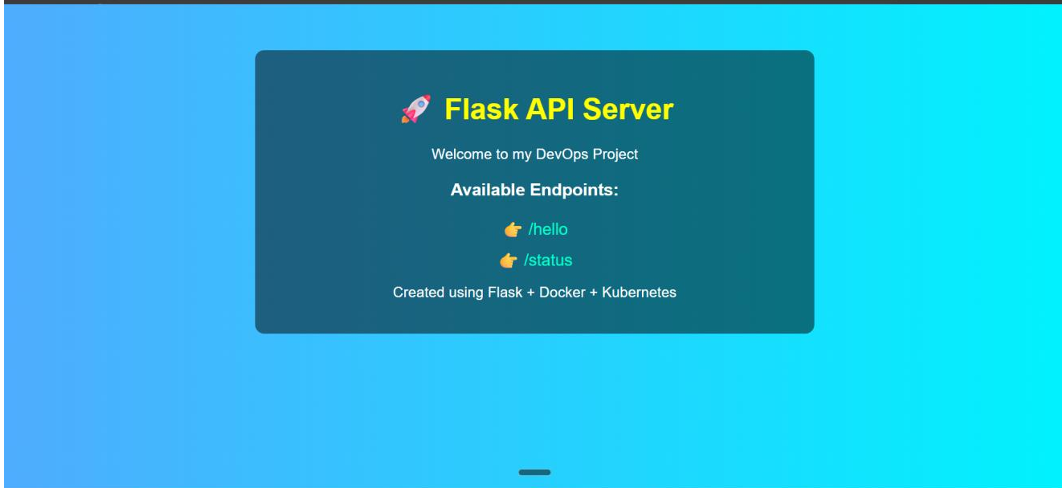 🚀 Flask API Server
Welcome to my DevOps Project
Available Endpoints:
👉 /hello
👉 /status
Created using Flask + Docker + Kubernetes